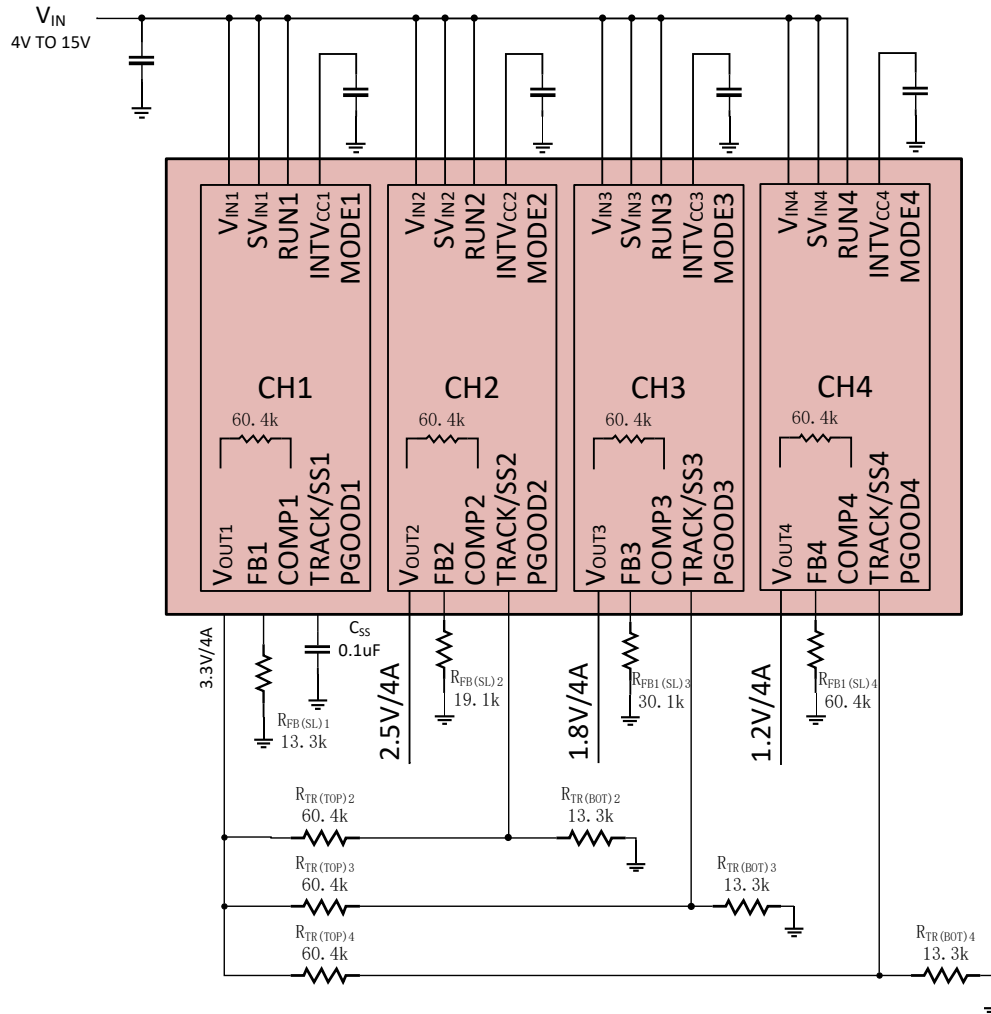 VIN
4V TO 15V
VIN1
SVIN1
RUN1
INTVCC1
MODE1
VIN2
SVIN2
RUN2
INTVCC2
MODE2
VIN3
SVIN3
RUN3
INTVCC3
MODE3
VIN4
SVIN4
RUN4
INTVCC4
MODE4
CH1
60.4k
CH2
60.4k
CH3
60.4k
CH4
60.4k
VOUT1
FB1
COMP1
TRACK/SS1
PGOOD1
VOUT2
FB2
COMP2
TRACK/SS2
PGOOD2
VOUT3
FB3
COMP3
TRACK/SS3
PGOOD3
VOUT4
FB4
COMP4
TRACK/SS4
PGOOD4
3.3V/4A
RFB(SL)1
13.3k
CSS
0.1uF
2.5V/4A
RFB(SL)2
19.1k
1.8V/4A
RFB1(SL)3
30.1k
1.2V/4A
RFB1(SL)4
60.4k
RTR(TOP)2
60.4k
RTR(BOT)2
13.3k
RTR(TOP)3
60.4k
RTR(BOT)3
13.3k
RTR(TOP)4
60.4k
RTR(BOT)4
13.3k